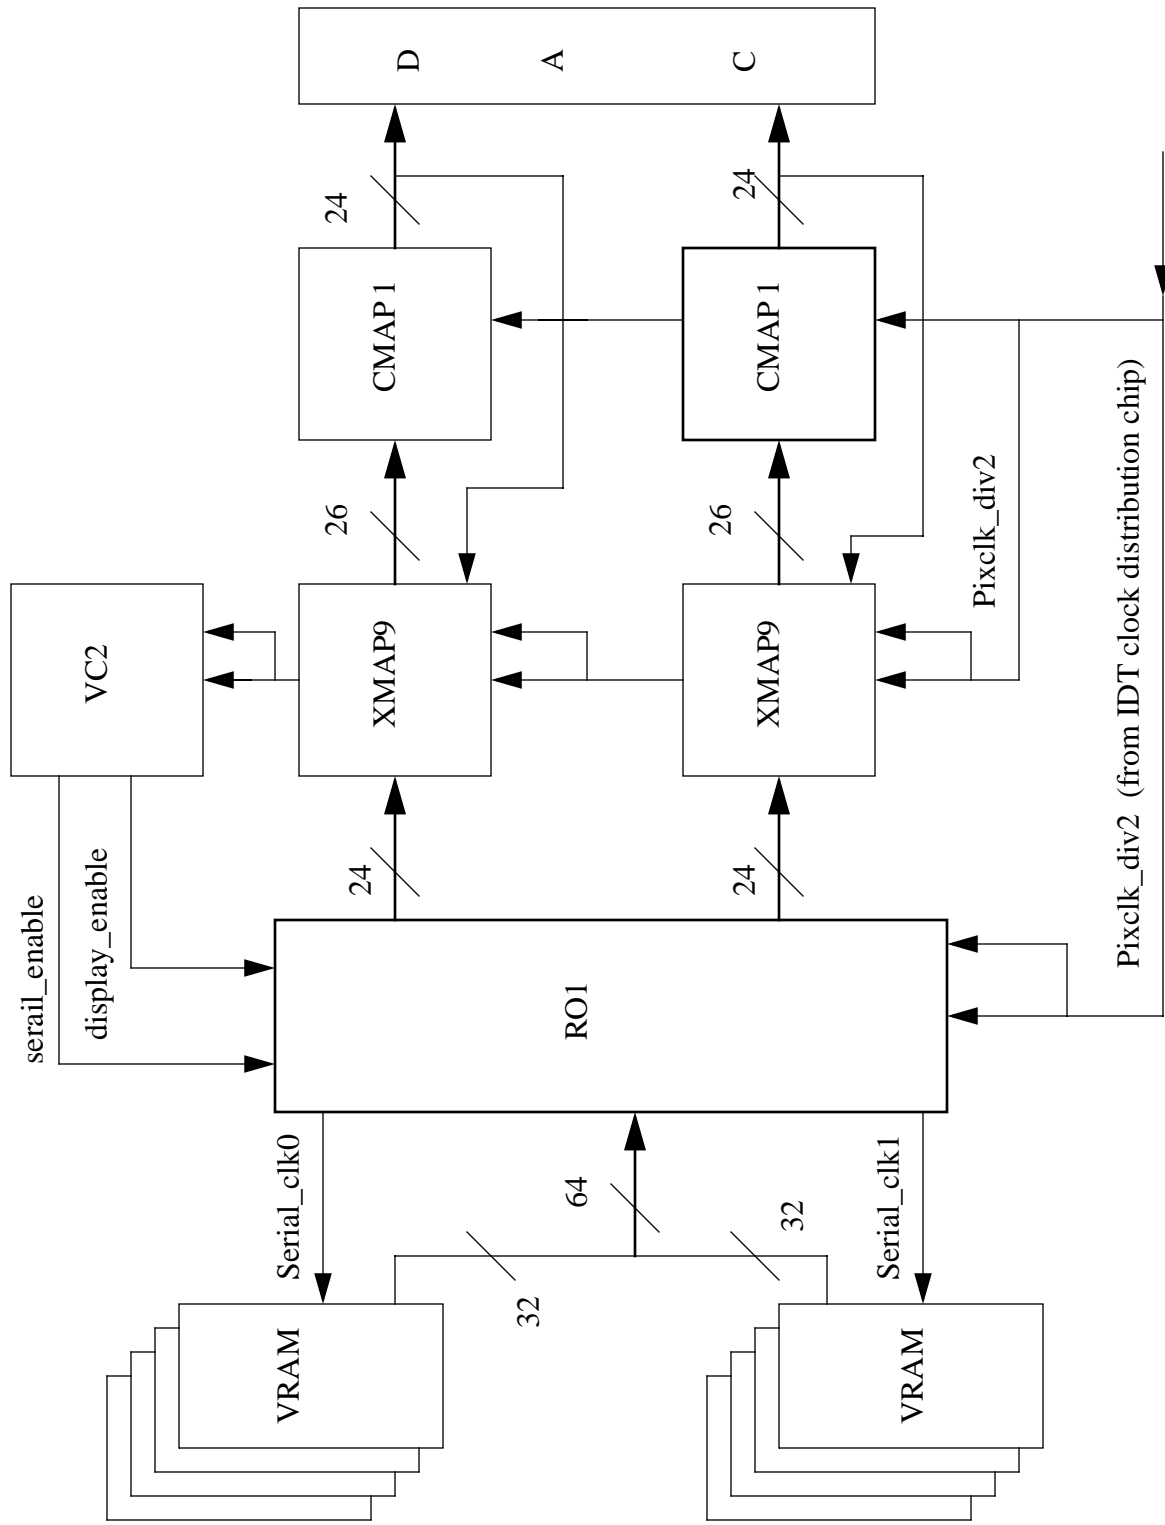 D A C
24
24
CMAP 1
CMAP 1
26
26
Pixclk_div2
VC2
XMAP9
XMAP9
Pixclk_div2 (from IDT clock distribution chip)
serail_enable
display_enable
24
24
RO1
Serial_clk0
64
Serial_clk1
32
32
VRAM
VRAM